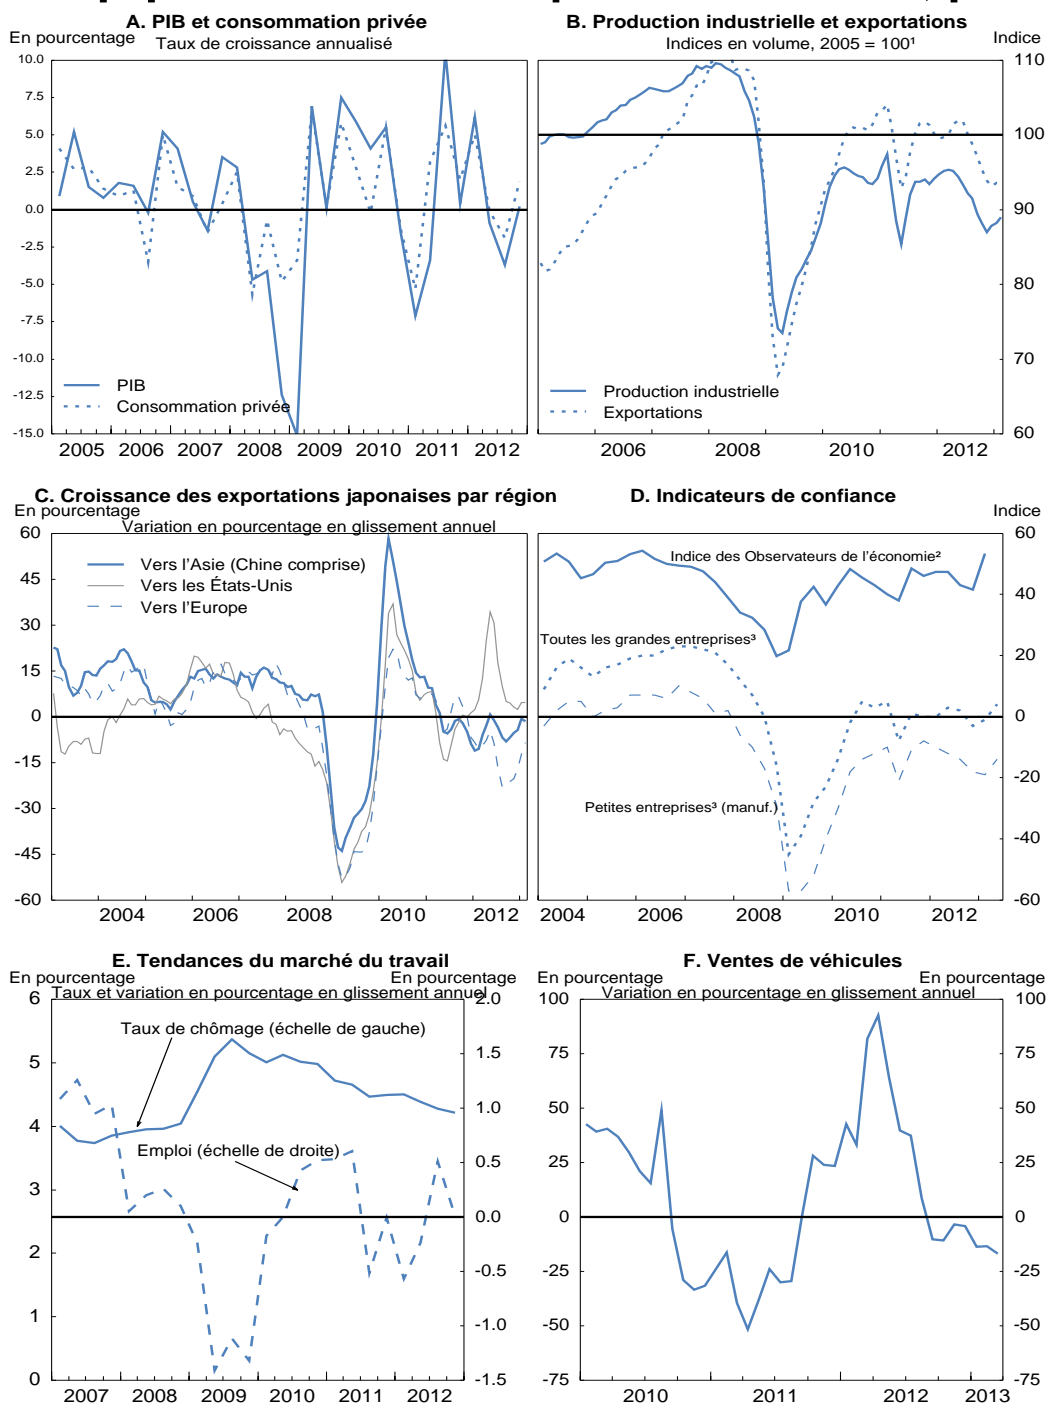 A. PIB et consommation privée
En pourcentage
Taux de croissance annualisé
10.0
7.5
5.0
2.5
0.0
-2.5
-5.0
-7.5
-10.0
-12.5
-15.0
PIB
Consommation privée
2005 2006 2007 2008 2009 2010 2011 2012
B. Production industrielle et exportations
Indices en volume, 2005 = 100¹
Indice
110
100
90
80
70
60
Production industrielle
Exportations
2006 2008 2010 2012
C. Croissance des exportations japonaises par région
En pourcentage
Variation en pourcentage en glissement annuel
60
45
30
15
0
-15
-30
-45
-60
Vers l'Asie (Chine comprise)
Vers les États-Unis
Vers l'Europe
2004 2006 2008 2010 2012
D. Indicateurs de confiance
Indice
60
40
20
0
-20
-40
-60
Indice des Observateurs de l'économie²
Toutes les grandes entreprises³
Petites entreprises³ (manuf.)
2004 2006 2008 2010 2012
E. Tendances du marché du travail
En pourcentage
En pourcentage
Taux et variation en pourcentage en glissement annuel
6
5
4
3
2
1
0
2.0
1.5
1.0
0.5
0.0
-0.5
-1.0
-1.5
Taux de chômage (échelle de gauche)
Emploi (échelle de droite)
2007 2008 2009 2010 2011 2012
F. Ventes de véhicules
En pourcentage
En pourcentage
Variation en pourcentage en glissement annuel
100
75
50
25
0
-25
-50
-75
100
75
50
25
0
-25
-50
-75
2010 2011 2012 2013